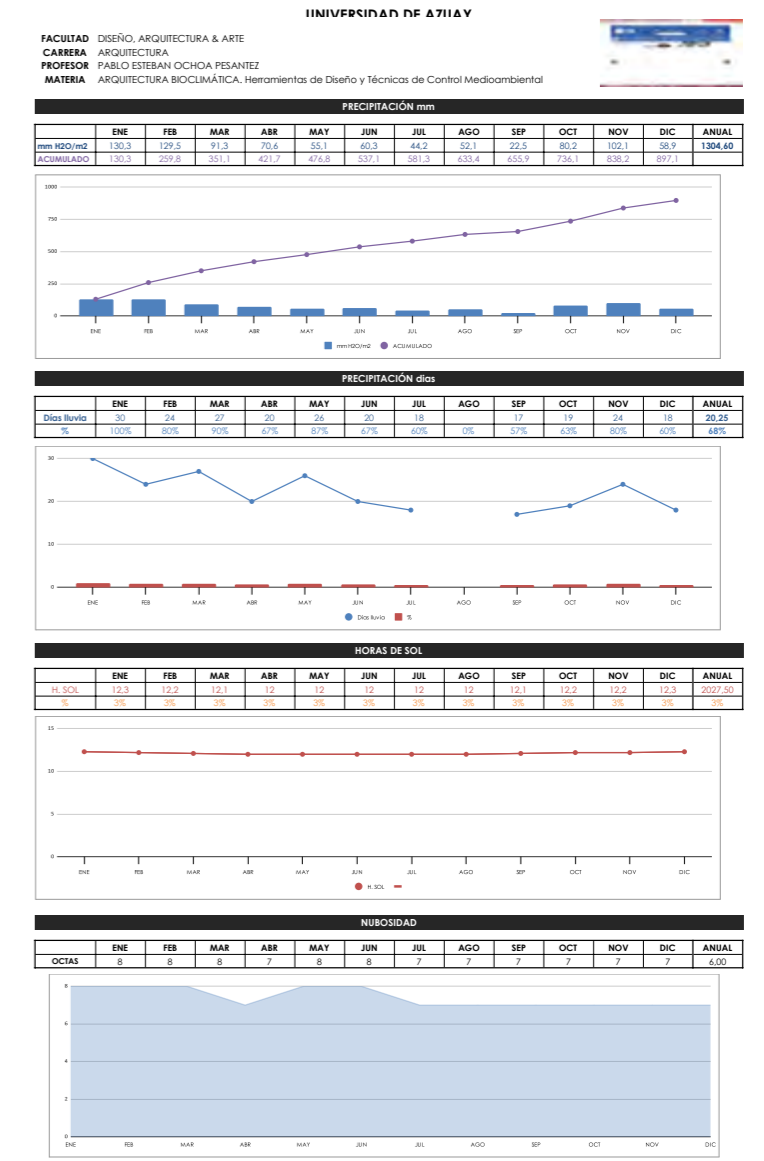 UNIVERSIDAD DE AZUAY
FACULTAD DISEÑO, ARQUITECTURA & ARTE
CARRERA ARQUITECTURA
PROFESOR PABLO ESTEBAN OCHOA PESANTEZ
MATERIA ARQUITECTURA BIOCLIMÁTICA. Herramientas de Diseño y Técnicas de Control Medioambiental
PRECIPITACIÓN mm
ENE FEB MAR ABR MAY JUN JUL AGO SEP OCT NOV DIC ANUAL
mm H2O/m2 130,3 129,5 91,3 70,6 55,1 60,3 44,2 52,1 22,5 80,2 102,1 58,9 1304,60
ACUMULADO 130,3 259,8 351,1 421,7 476,8 537,1 581,3 633,4 655,9 736,1 838,2 897,1
1000
750
500
250
0
ENE FEB MAR ABR MAY JUN JUL AGO SEP OCT NOV DIC
mm H2O/m2 ACUMULADO
PRECIPITACIÓN días
ENE FEB MAR ABR MAY JUN JUL AGO SEP OCT NOV DIC ANUAL
Días lluvia 30 24 27 20 26 20 18 17 19 24 18 20,25
% 100% 80% 90% 67% 87% 67% 60% 0% 57% 63% 80% 60% 68%
30
20
10
0
ENE FEB MAR ABR MAY JUN JUL AGO SEP OCT NOV DIC
Días lluvia %
HORAS DE SOL
ENE FEB MAR ABR MAY JUN JUL AGO SEP OCT NOV DIC ANUAL
H. SOL 12,3 12,2 12,1 12 12 12 12 12 12,1 12,2 12,2 12,3 2027,50
% 3% 3% 3% 3% 3% 3% 3% 3% 3% 3% 3% 3% 3%
15
10
5
0
ENE FEB MAR ABR MAY JUN JUL AGO SEP OCT NOV DIC
H. SOL
NUBOSIDAD
ENE FEB MAR ABR MAY JUN JUL AGO SEP OCT NOV DIC ANUAL
OCTAS 8 8 8 7 8 8 7 7 7 7 7 7 6,00
8
6
4
2
0
ENE FEB MAR ABR MAY JUN JUL AGO SEP OCT NOV DIC